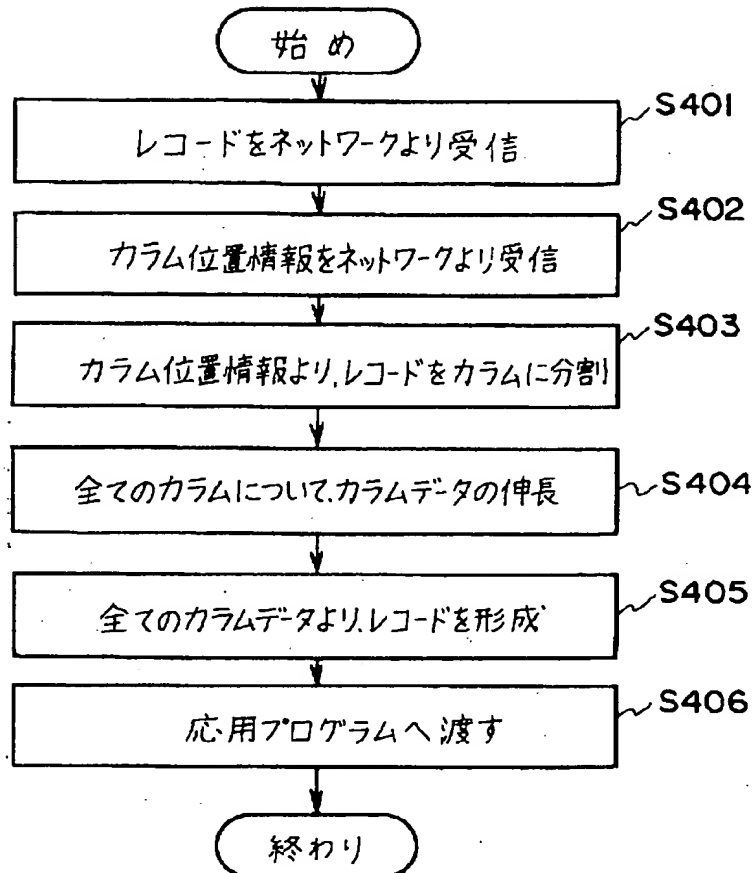 始め
S401
レコードをネットワークより受信
S402
カラム位置情報をネットワークより受信
S403
カラム位置情報より,レコードをカラムに分割
全てのカラムについて、カラムデータの伸長
S404
S405
全てのカラムデータより、レコードを形成
S406
応用プログラムへ渡す
終わり